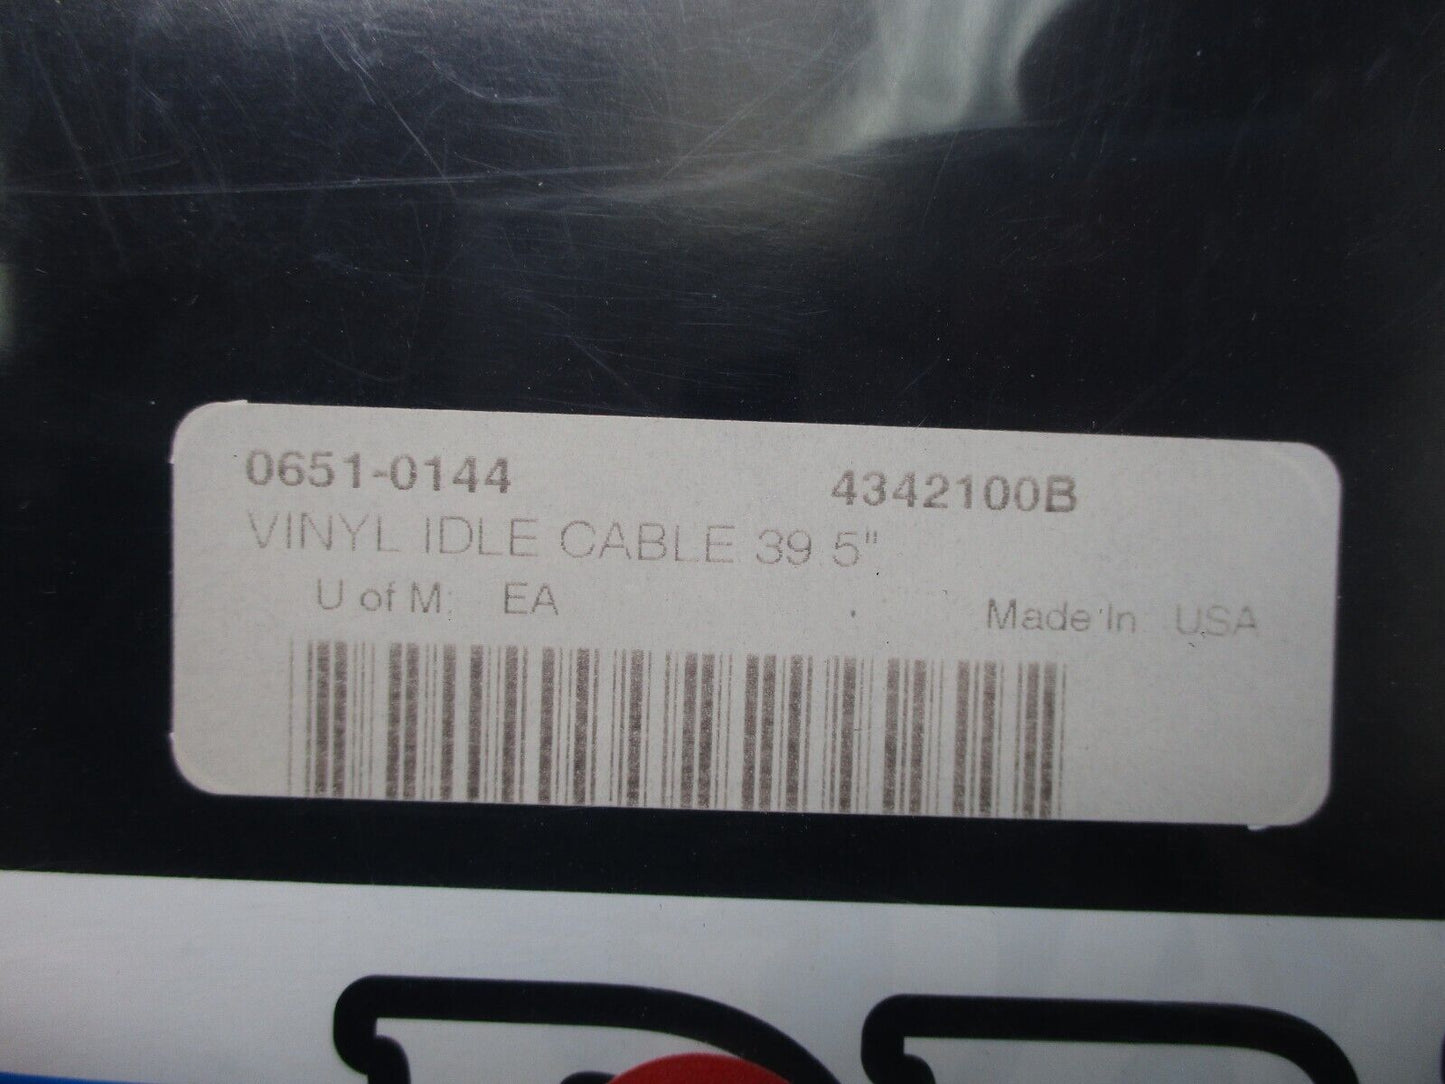 0651-0144 4342100B
VINYL IDLE CABLE 39 5"
U of M: EA Made In USA